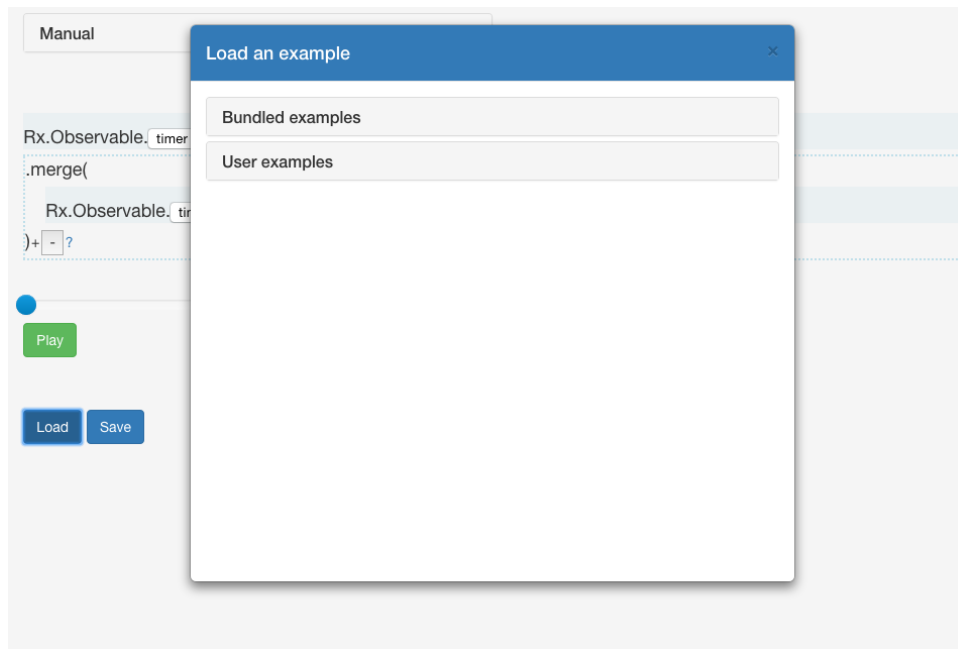 Manual
Load an example ×
Bundled examples
User examples
Rx.Observable. timer
.merge(
Rx.Observable.
)+ - ?
Play
Load Save